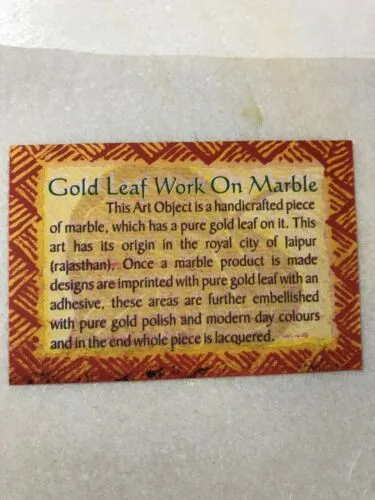 Gold Leaf Work On Marble
This Art Object is a handicrafted piece
of marble, which has a pure gold leaf on it. This
art has its origin in the royal city of Jaipur
(rajasthan). Once a marble product is made
designs are imprinted with pure gold leaf with an
adhesive, these areas are further embellished
with pure gold polish and modern day colours
and in the end whole piece is lacquered.